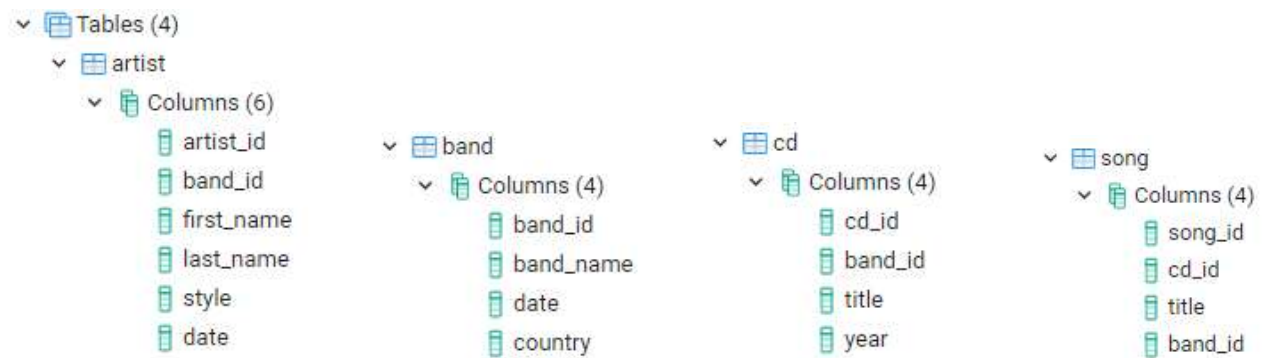 Tables (4)
artist
Columns (6)
artist_id
band_id
first_name
last_name
style
date
band
Columns (4)
band_id
band_name
date
country
cd
Columns (4)
cd_id
band_id
title
year
song
Columns (4)
song_id
cd_id
title
band_id